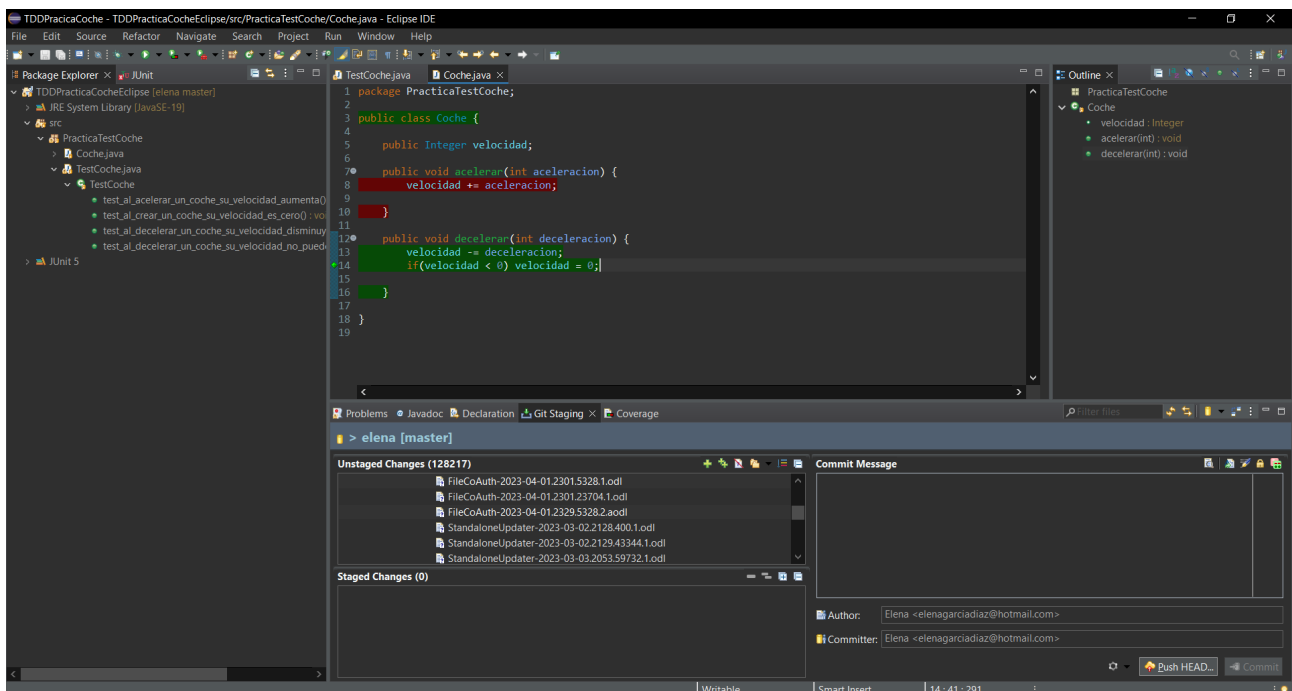 TDDPracicaCoche - TDDPracticaCocheEclipse/src/PracticaTestCoche/Coche.java - Eclipse IDE
File Edit Source Refactor Navigate Search Project Run Window Help
Package Explorer JUnit
TDDPracticaCocheEclipse [elena master]
JRE System Library [JavaSE-19]
src
PracticaTestCoche
Coche.java
TestCoche.java
TestCoche
test_al_acelerar_un_coche_su_velocidad_aumenta()
test_al_crear_un_coche_su_velocidad_es_cero() : voi
test_al_decelerar_un_coche_su_velocidad_disminuy
test_al_decelerar_un_coche_su_velocidad_no_pued
JUnit 5
TestCoche.java Coche.java
1 package PracticaTestCoche;
2
3 public class Coche {
4
5 public Integer velocidad;
6
7 public void acelerar(int aceleracion) {
8 velocidad += aceleracion;
9
10 }
11
12 public void decelerar(int deceleracion) {
13 velocidad -= deceleracion;
14 if(velocidad < 0) velocidad = 0;
15
16 }
17
18 }
19
Outline
PracticaTestCoche
Coche
velocidad : Integer
acelerar(int) : void
decelerar(int) : void
Problems Javadoc Declaration Git Staging Coverage
Filter files
> elena [master]
Unstaged Changes (128217)
FileCoAuth-2023-04-01.2301.5328.1.odl
FileCoAuth-2023-04-01.2301.23704.1.odl
FileCoAuth-2023-04-01.2329.5328.2.aodl
StandaloneUpdater-2023-03-02.2128.400.1.odl
StandaloneUpdater-2023-03-02.2129.43344.1.odl
StandaloneUpdater-2023-03-03.2053.59732.1.odl
Staged Changes (0)
Commit Message
Author: Elena <elenagarciadiaz@hotmail.com>
Committer: Elena <elenagarciadiaz@hotmail.com>
Push HEAD... Commit
Writable Smart Insert 14 : 41 : 291